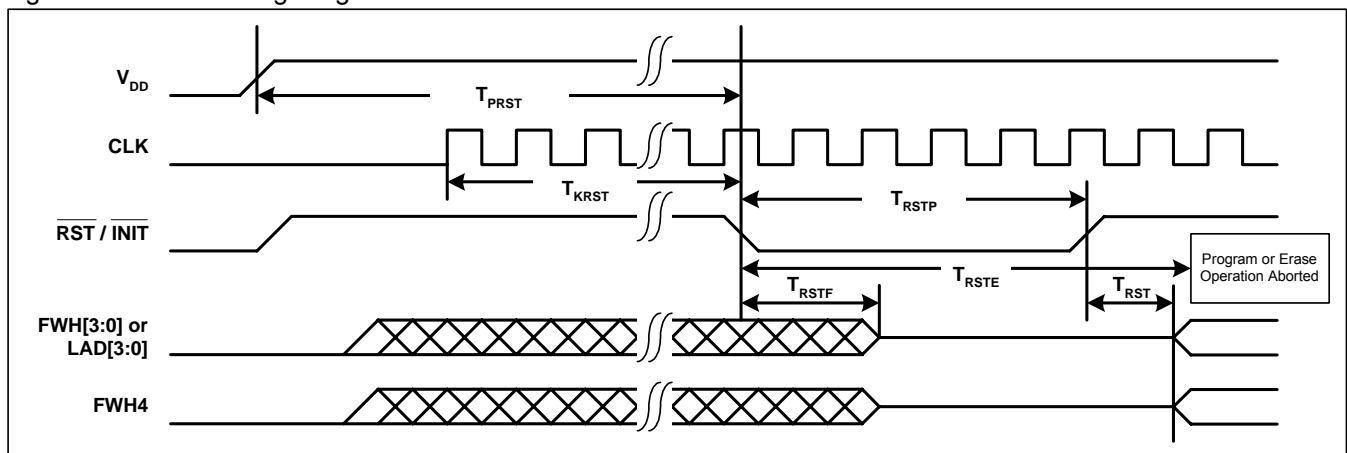 V_DD
T_PRST
CLK
T_KRST
T_RSTP
RST / INIT
Program or Erase
Operation Aborted
T_RSTE
T_RST
T_RSTF
FWH[3:0] or
LAD[3:0]
FWH4